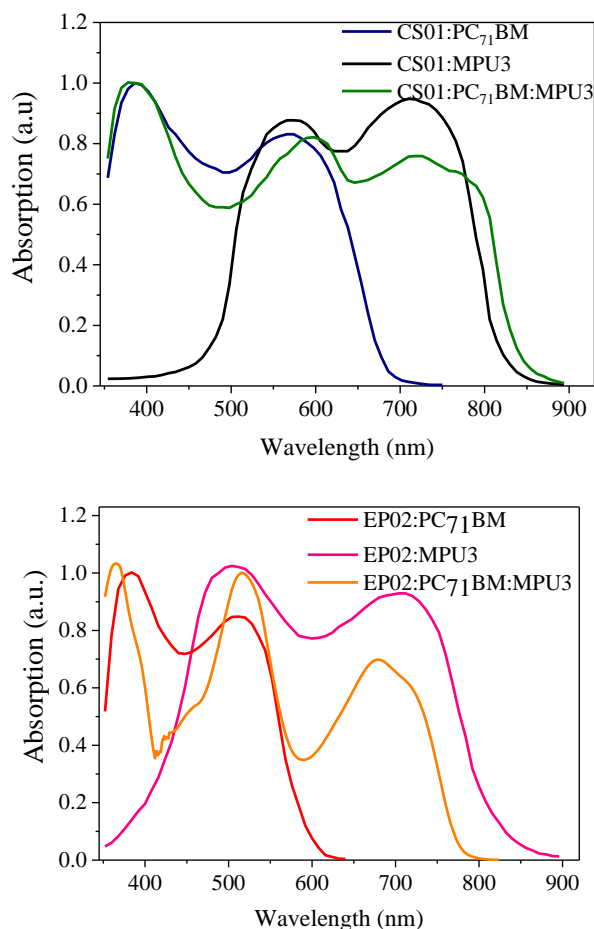 CS01:PC₇₁BM
CS01:MPU3
CS01:PC₇₁BM:MPU3
Absorption (a.u)
1.2
1.0
0.8
0.6
0.4
0.2
0.0
400 500 600 700 800 900
Wavelength (nm)
EP02:PC71BM
EP02:MPU3
EP02:PC71BM:MPU3
Absorption (a.u.)
1.2
1.0
0.8
0.6
0.4
0.2
0.0
400 500 600 700 800 900
Wavelength (nm)